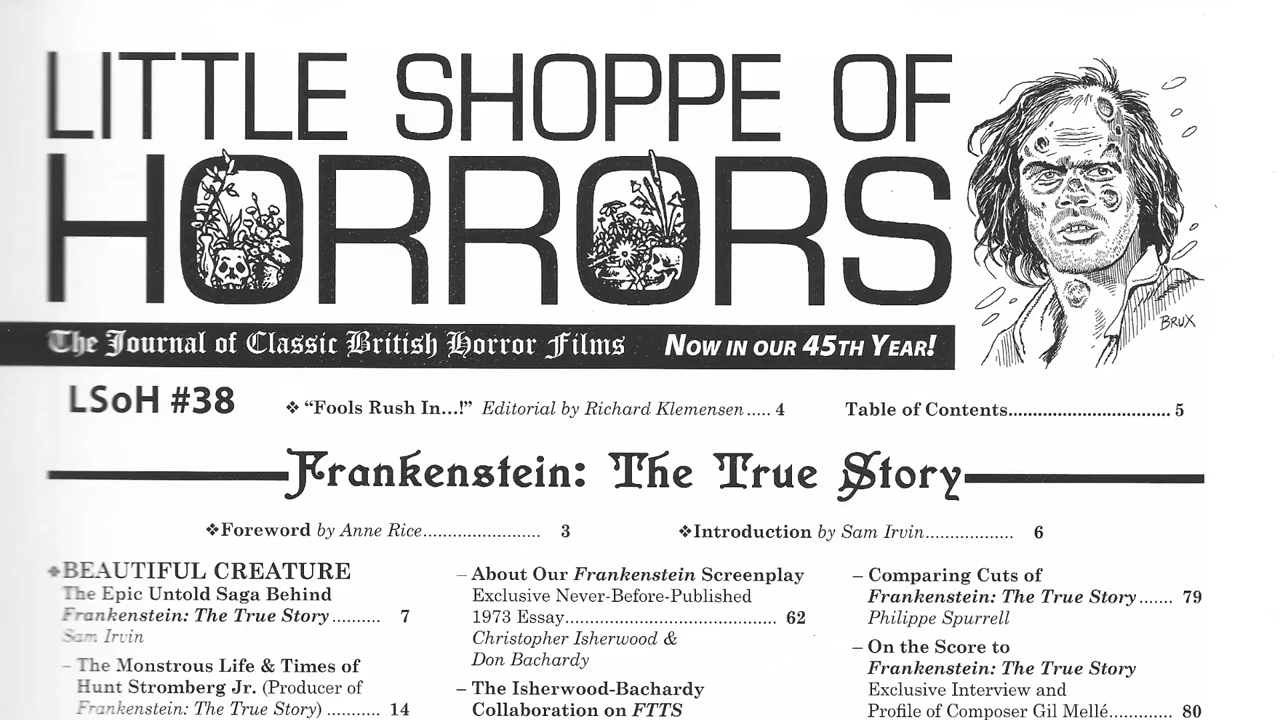 LITTLE SHOPPE OF
HORRORS
BRUX
The Journal of Classic British Horror Films NOW IN OUR 45TH YEAR!
LSoH #38
❖ “Fools Rush In...!” Editorial by Richard Klemensen ..... 4
Table of Contents.................................. 5
Frankenstein: The True Story
❖Foreword by Anne Rice........................ 3
❖Introduction by Sam Irvin.................. 6
❖BEAUTIFUL CREATURE
The Epic Untold Saga Behind
Frankenstein: The True Story .......... 7
Sam Irvin
– The Monstrous Life & Times of
Hunt Stromberg Jr. (Producer of
Frankenstein: The True Story) ........... 14
– About Our Frankenstein Screenplay
Exclusive Never-Before-Published
1973 Essay............................................ 62
Christopher Isherwood &
Don Bachardy
– The Isherwood-Bachardy
Collaboration on FTTS
– Comparing Cuts of
Frankenstein: The True Story ....... 79
Philippe Spurrell
– On the Score to
Frankenstein: The True Story
Exclusive Interview and
Profile of Composer Gil Mellé............. 80